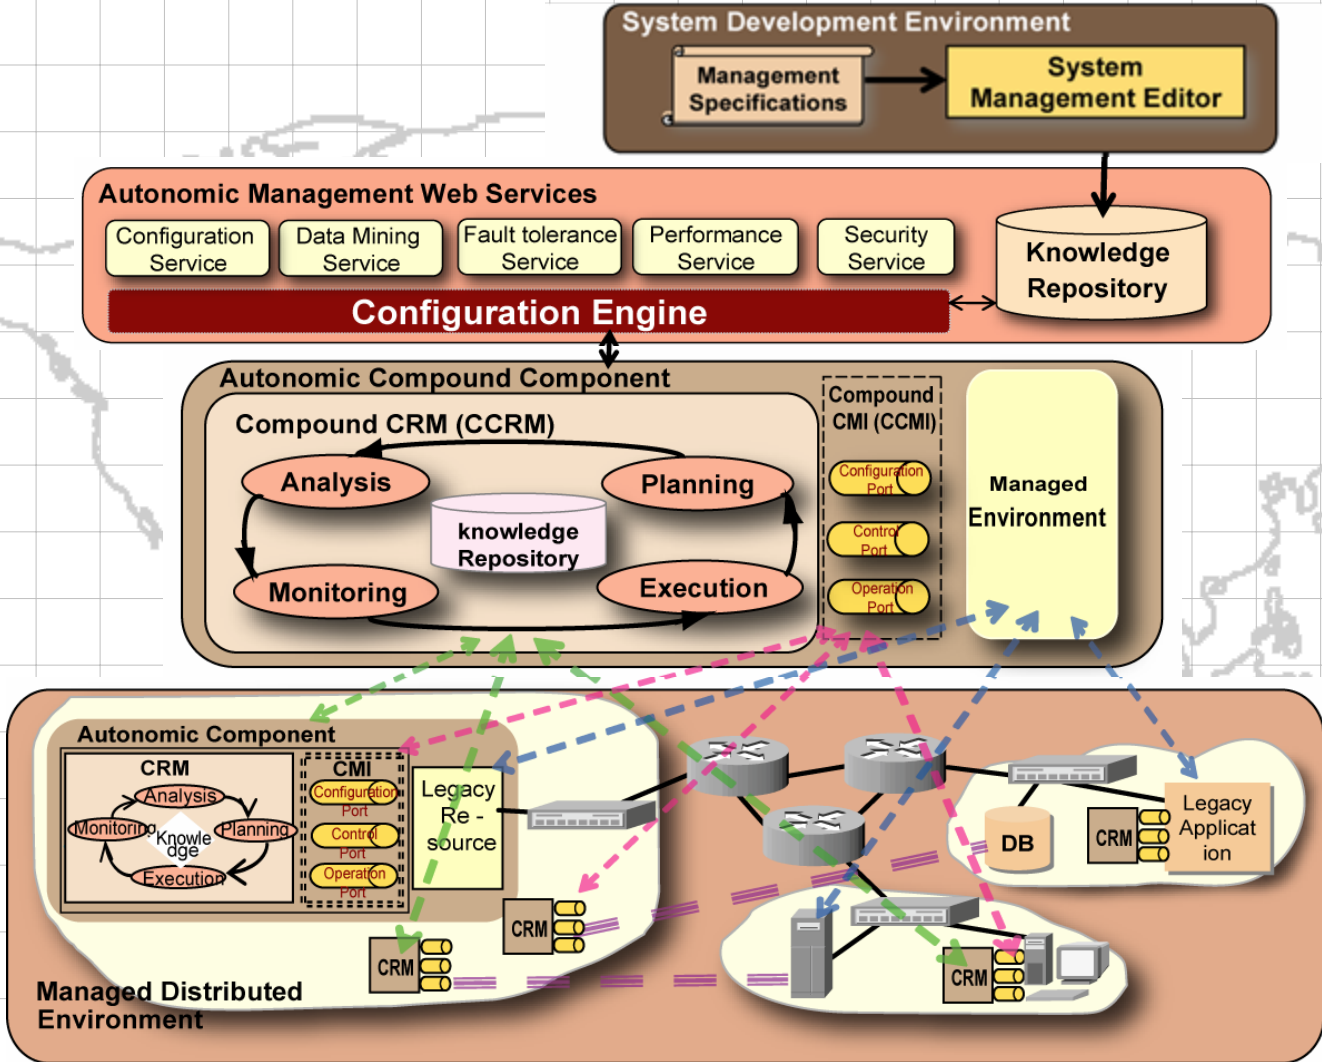 System Development Environment
Management
Specifications
System
Management Editor
Autonomic Management Web Services
Configuration
Service
Data Mining
Service
Fault tolerance
Service
Performance
Service
Security
Service
Knowledge
Repository
Configuration Engine
Autonomic Compound Component
Compound CRM (CCRM)
Analysis
Planning
knowledge
Repository
Monitoring
Execution
Compound
CMI (CCMI)
Configuration
Port
Control
Port
Operation
Port
Managed
Environment
Autonomic Component
CRM
Analysis
Monitoring
Knowle
dge
Planning
Execution
CMI
Configuration
Port
Control
Port
Operation
Port
Legacy
Re -
source
CRM
CRM
DB
CRM
Legacy
Applicat
ion
CRM
Managed Distributed
Environment